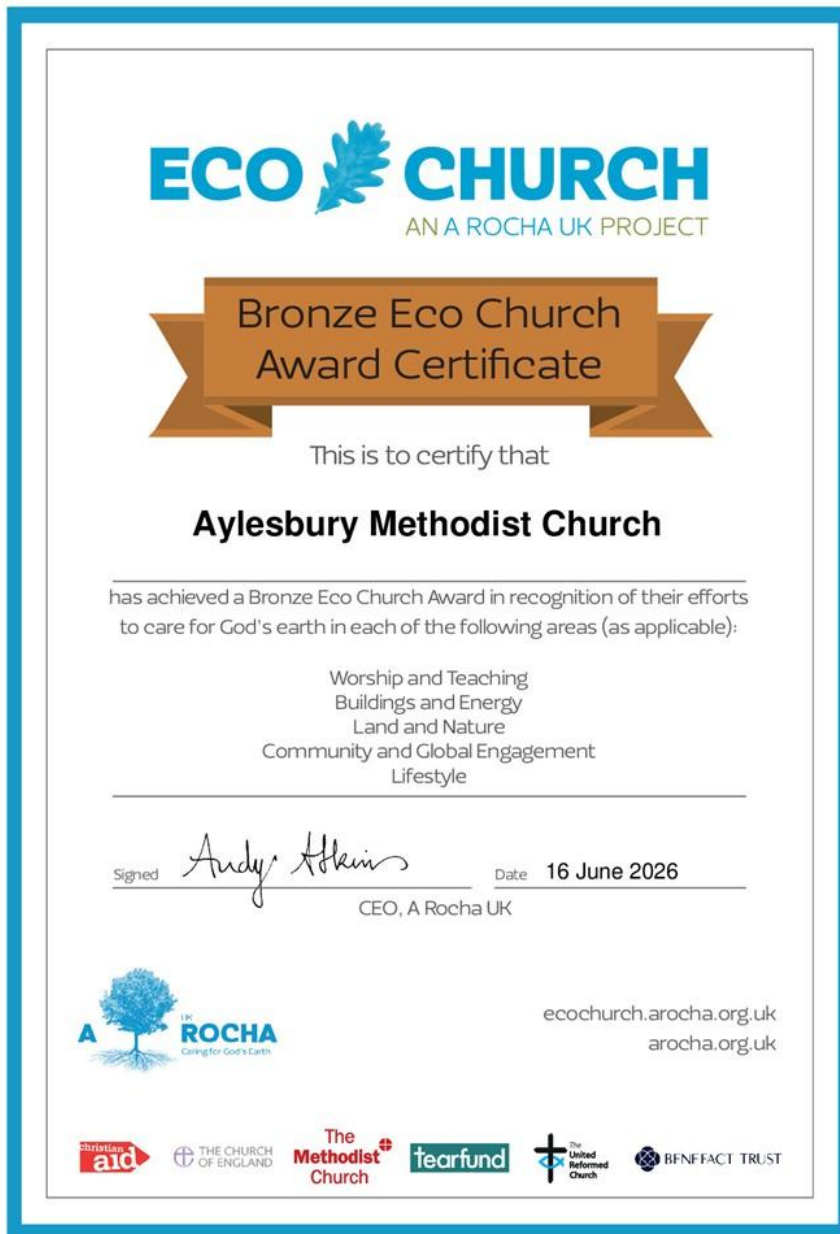 ECO CHURCH
AN A ROCHA UK PROJECT
Bronze Eco Church
Award Certificate
This is to certify that
Aylesbury Methodist Church
has achieved a Bronze Eco Church Award in recognition of their efforts
to care for God's earth in each of the following areas (as applicable):
Worship and Teaching
Buildings and Energy
Land and Nature
Community and Global Engagement
Lifestyle
Signed Andy Atkins Date 16 June 2026
CEO, A Rocha UK
UK
A ROCHA
Caring for God's Earth
ecochurch.arocha.org.uk
arocha.org.uk
christian
aid
THE CHURCH
OF ENGLAND
The
Methodist
Church
tearfund
The
United
Reformed
Church
BENEFACT TRUST